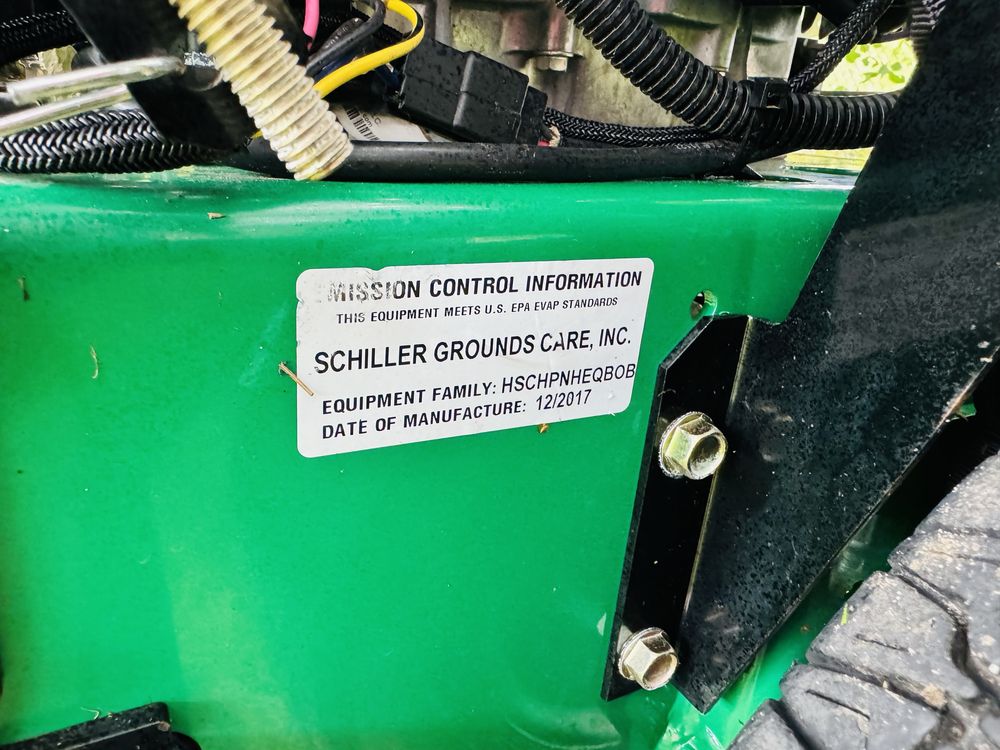 MISSION CONTROL INFORMATION
THIS EQUIPMENT MEETS U.S. EPA EVAP STANDARDS
SCHILLER GROUNDS CARE, INC.
EQUIPMENT FAMILY: HSCHPNHEQBOB
DATE OF MANUFACTURE: 12/2017